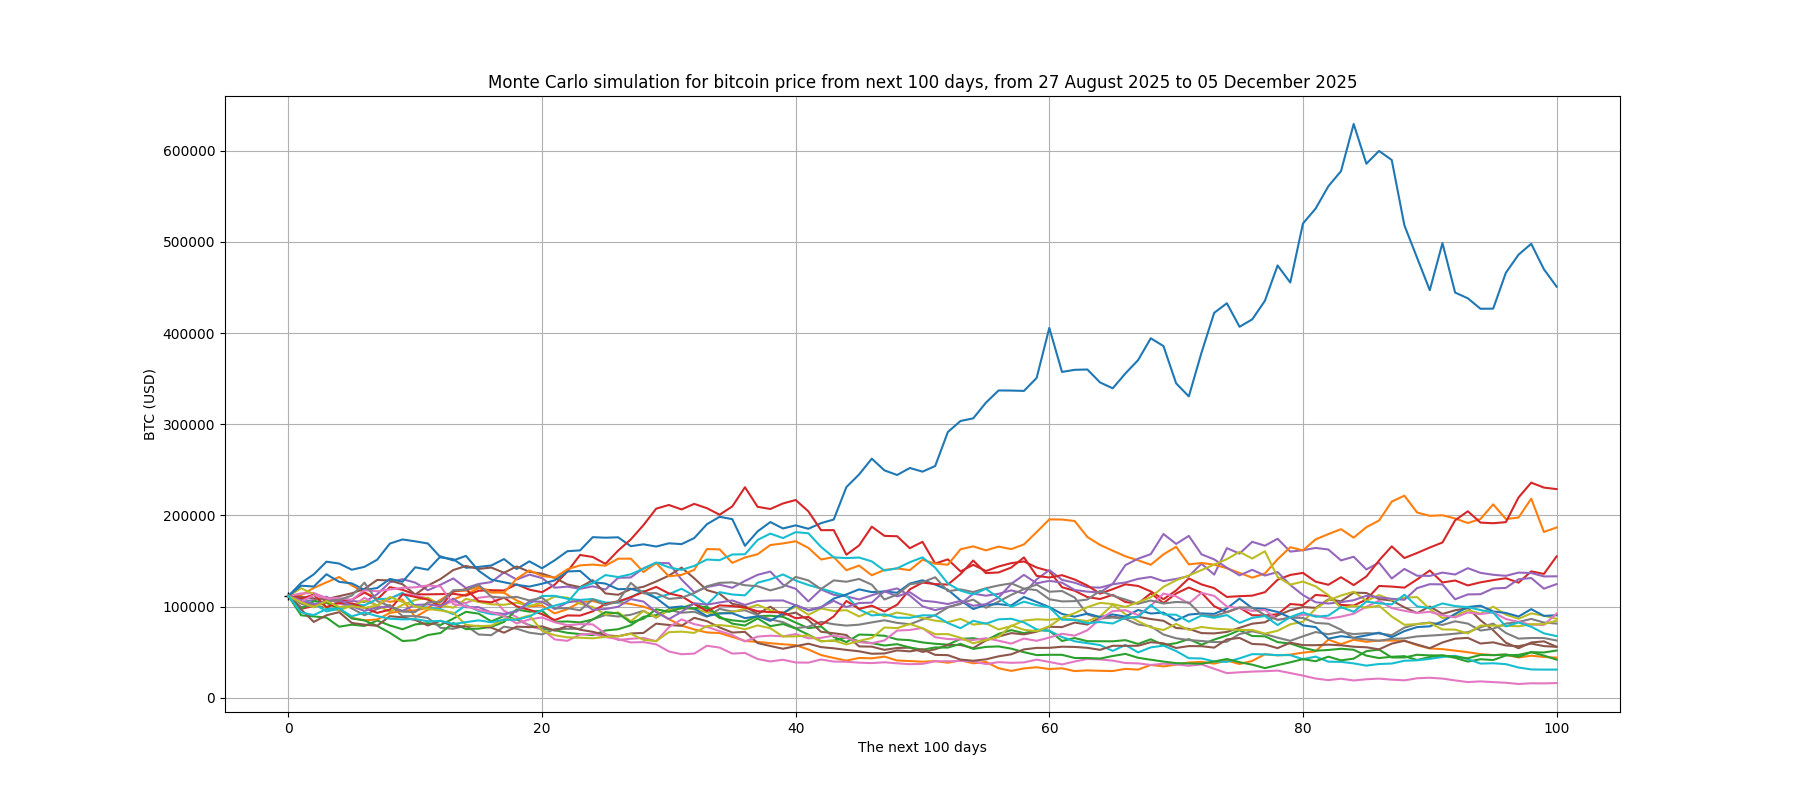 Monte Carlo simulation for bitcoin price from next 100 days, from 27 August 2025 to 05 December 2025
600000
500000
400000
300000
200000
100000
0
BTC (USD)
0 20 40 60 80 100
The next 100 days